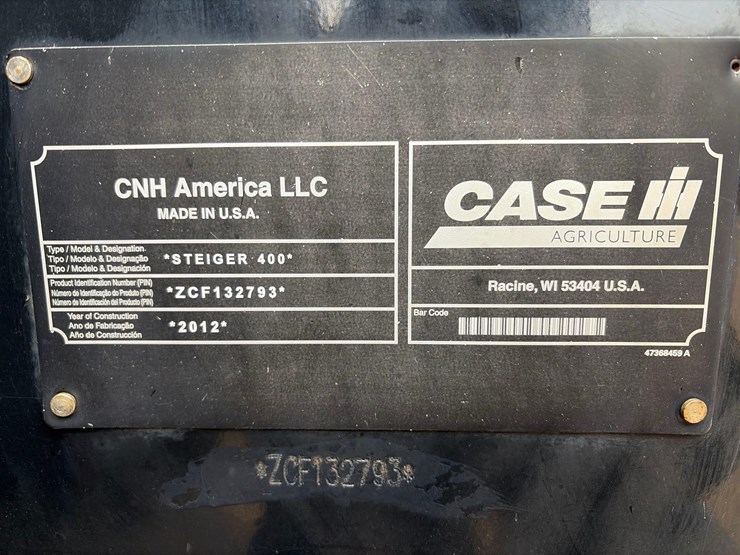 CNH America LLC
MADE IN U.S.A.
Type / Model & Designation
Tipo / Modelo & Designação
Tipo / Modelo & Designación
*STEIGER 400*
Product Identification Number (PIN)
Número de Identificação do Produto (PIN)
Número de Identificación del Producto (PIN)
*ZCF132793*
Year of Construction
Ano de Fabricação
Año de Construcción
*2012*
CASE IH
AGRICULTURE
Racine, WI 53404 U.S.A.
Bar Code
47368459 A
*ZCF132793*